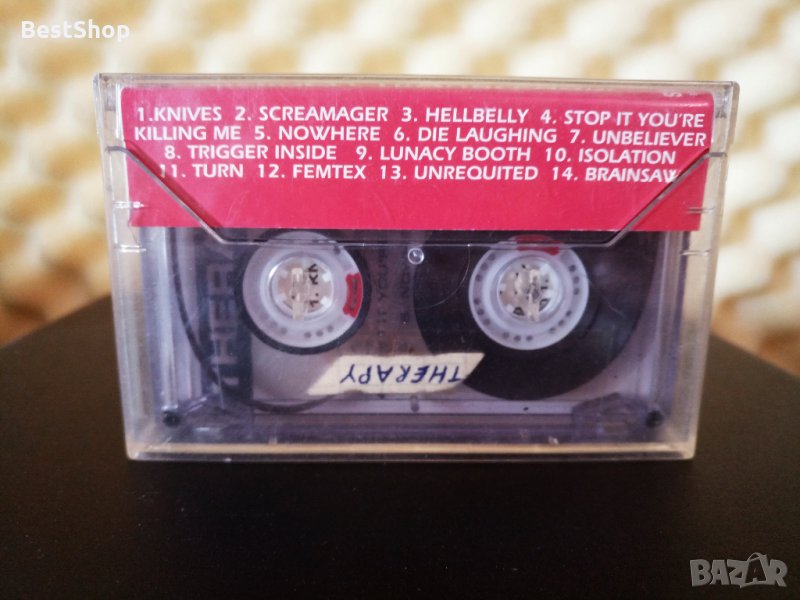 BestShop
1.KNIVES 2. SCREAMAGER 3. HELLBELLY 4. STOP IT YOU'RE
KILLING ME 5. NOWHERE 6. DIE LAUGHING 7. UNBELIEVER
8. TRIGGER INSIDE 9. LUNACY BOOTH 10. ISOLATION
11. TURN 12. FEMTEX 13. UNREQUITED 14. BRAINSAW
THERAPY
BAZAR